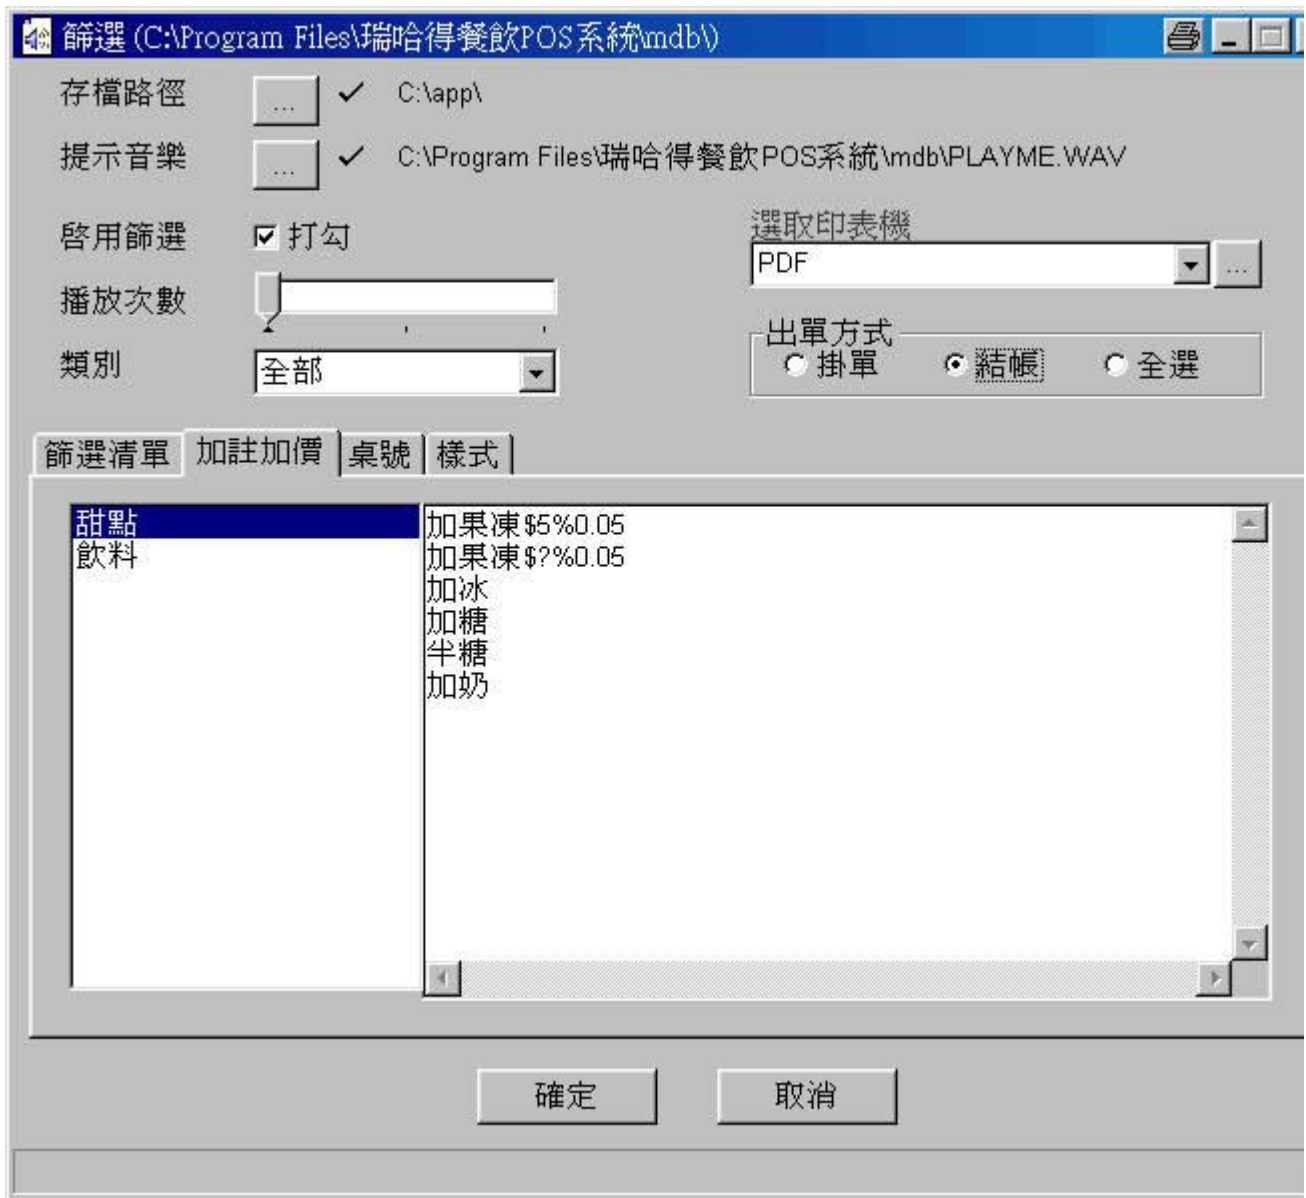 篩選 (C:\Program Files\瑞哈得餐飲POS系統\mdb\)
存檔路徑 ... C:\app\
提示音樂 ... C:\Program Files\瑞哈得餐飲POS系統\mdb\PLAYME.WAV
啓用篩選 打勾
選取印表機
PDF ...
播放次數
出單方式
掛單 結帳 全選
類別 全部
篩選清單 加註加價 桌號 樣式
甜點
飲料
加果凍$5%0.05
加果凍$?%0.05
加冰
加糖
半糖
加奶
確定 取消